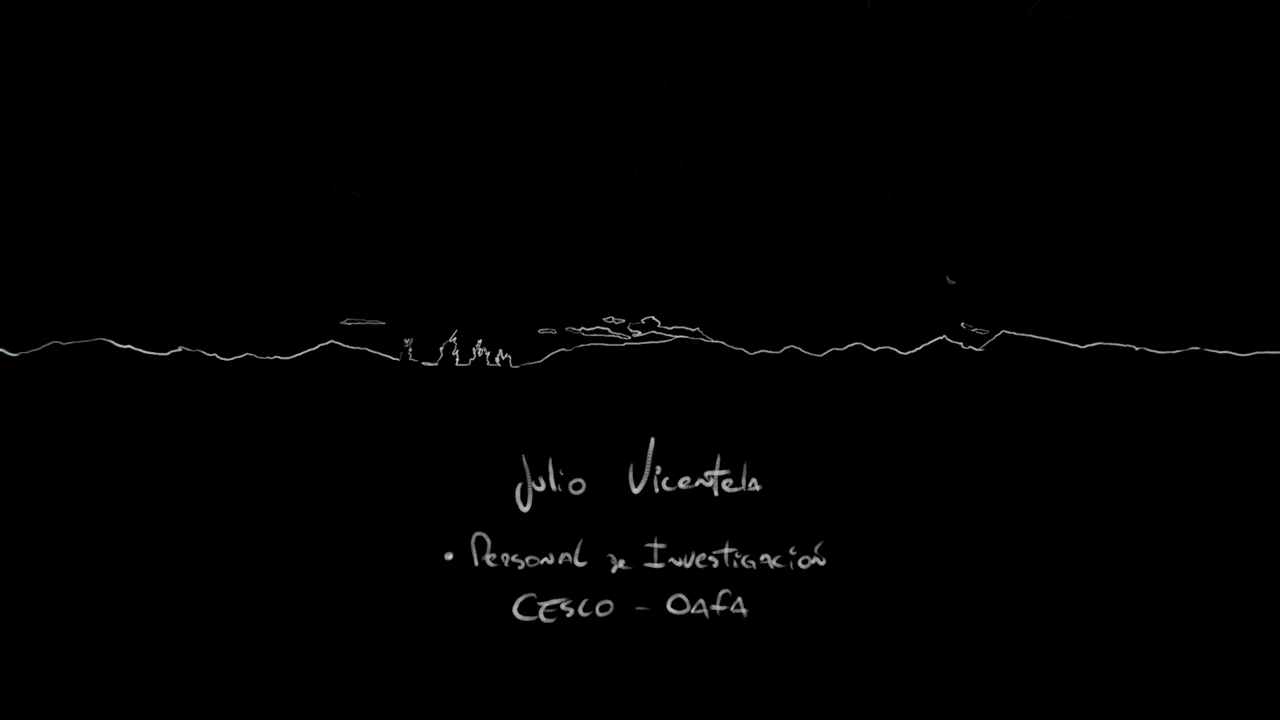 Julio Vicentela
• Personal de Investigación
CESCO - OAFA